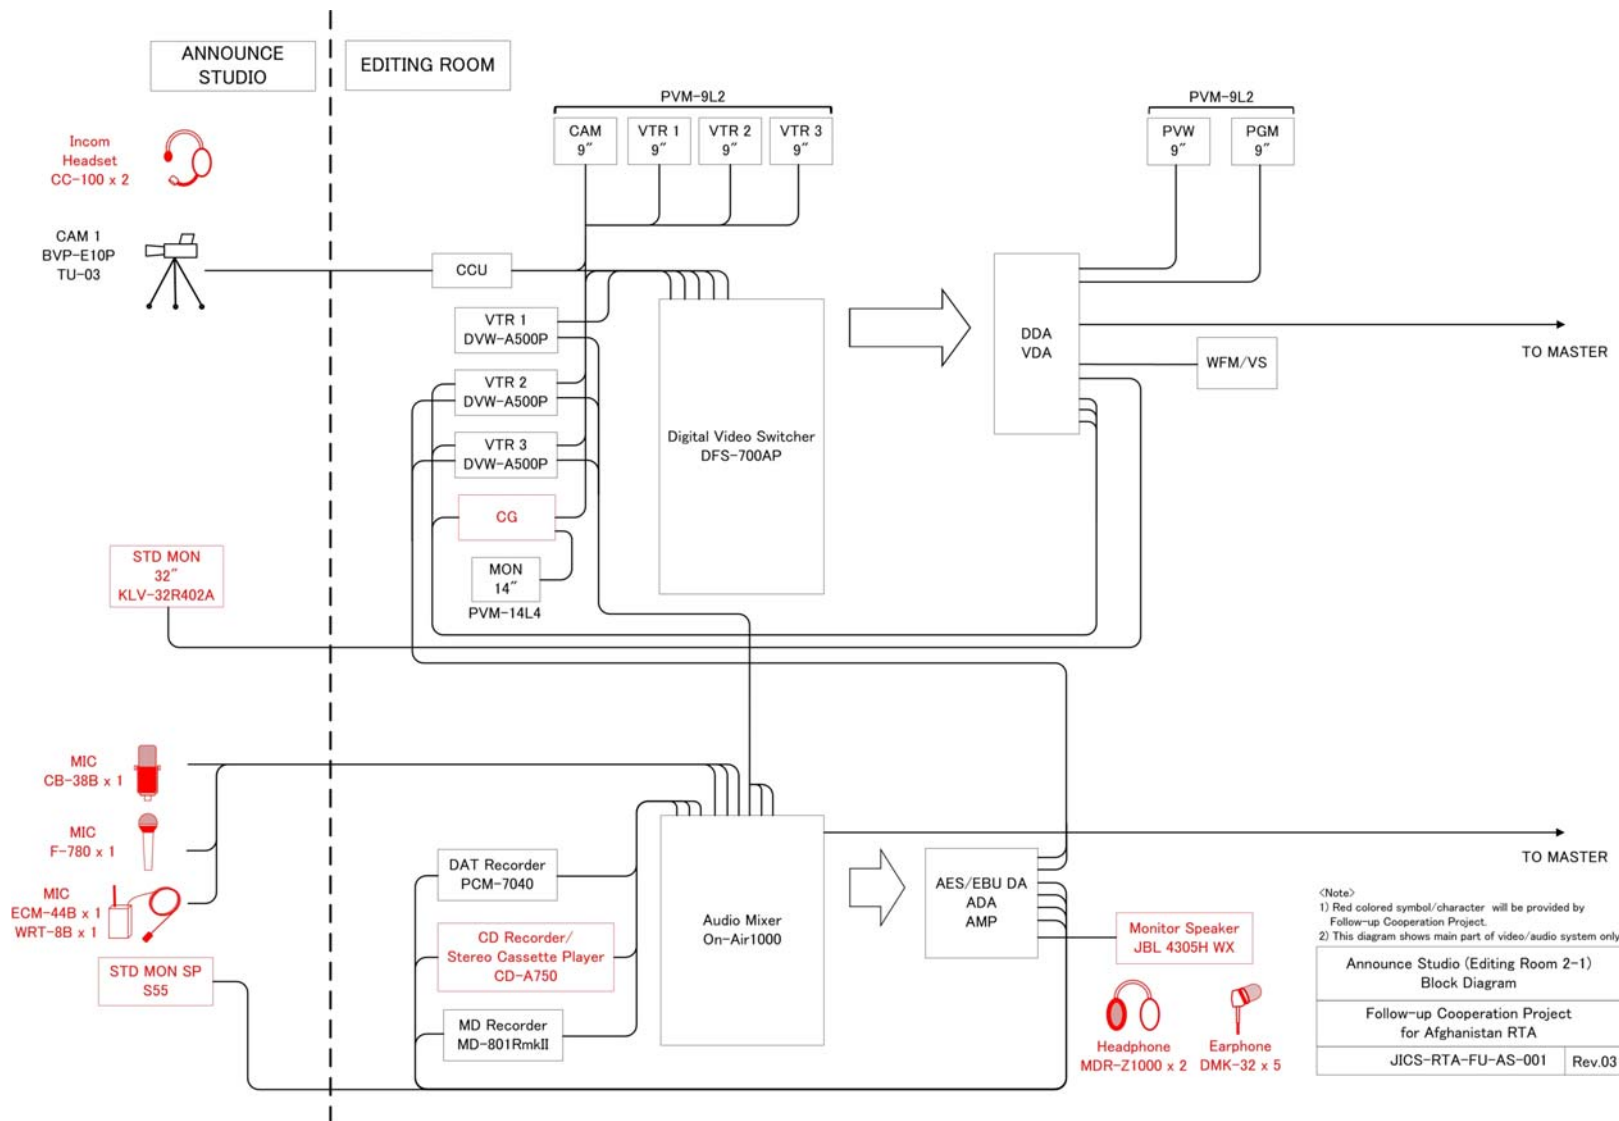 ANNOUNCE
STUDIO
EDITING ROOM
PVM-9L2
CAM
9″
VTR 1
9″
VTR 2
9″
VTR 3
9″
PVM-9L2
PVW
9″
PGM
9″
Incom
Headset
CC-100 x 2
CAM 1
BVP-E10P
TU-03
CCU
VTR 1
DVW-A500P
VTR 2
DVW-A500P
VTR 3
DVW-A500P
CG
MON
14″
PVM-14L4
Digital Video Switcher
DFS-700AP
DDA
VDA
TO MASTER
WFM/VS
STD MON
32″
KLV-32R402A
MIC
CB-38B x 1
MIC
F-780 x 1
MIC
ECM-44B x 1
WRT-8B x 1
STD MON SP
S55
DAT Recorder
PCM-7040
CD Recorder/
Stereo Cassette Player
CD-A750
MD Recorder
MD-801RmkII
Audio Mixer
On-Air1000
AES/EBU DA
ADA
AMP
TO MASTER
Monitor Speaker
JBL 4305H WX
Headphone
MDR-Z1000 x 2
Earphone
DMK-32 x 5
<Note>
1) Red colored symbol/character will be provided by
Follow-up Cooperation Project.
2) This diagram shows main part of video/audio system only
Announce Studio (Editing Room 2-1)
Block Diagram
Follow-up Cooperation Project
for Afghanistan RTA
JICS-RTA-FU-AS-001
Rev.03